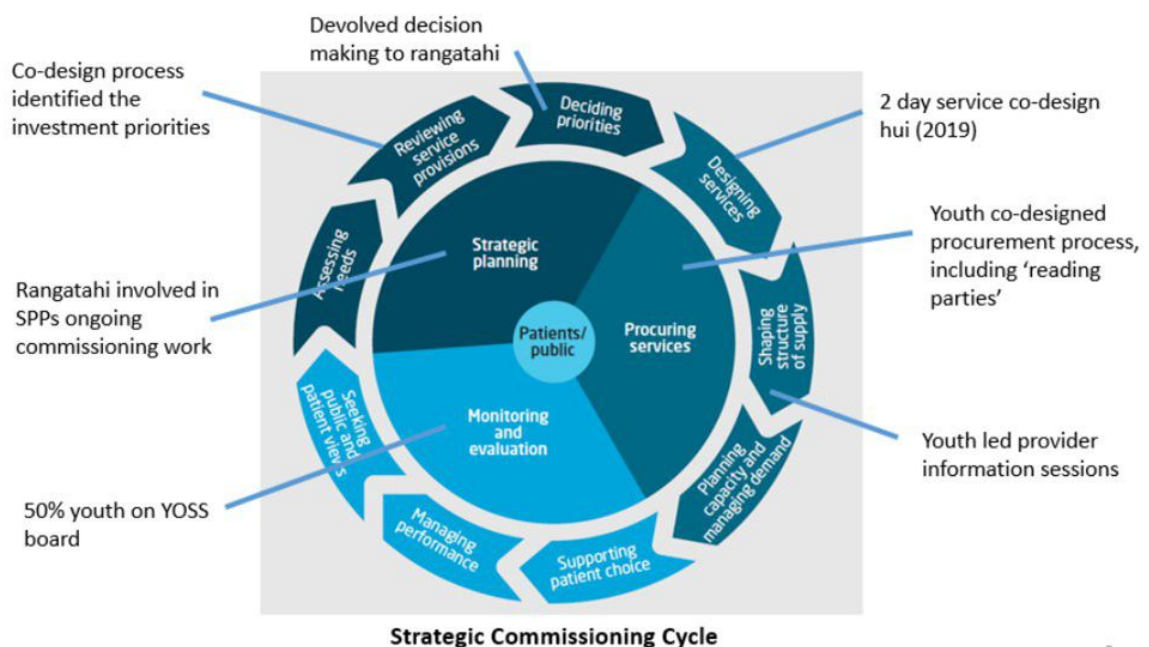 Devolved decision
making to rangatahi
Co-design process
identified the
investment priorities
2 day service co-design
hui (2019)
Youth co-designed
procurement process,
including ‘reading
parties’
Rangatahi involved in
SPPs ongoing
commissioning work
Youth led provider
information sessions
50% youth on YOSS
board
Deciding
priorities
Designing
services
Shaping
structure
of supply
Planning
capacity and
managing demand
Supporting
patient choice
Managing
performance
Seeking
public and
patient views
Assessing
needs
Reviewing
service
provisions
Strategic
planning
Procuring
services
Monitoring
and
evaluation
Patients/
public
Strategic Commissioning Cycle